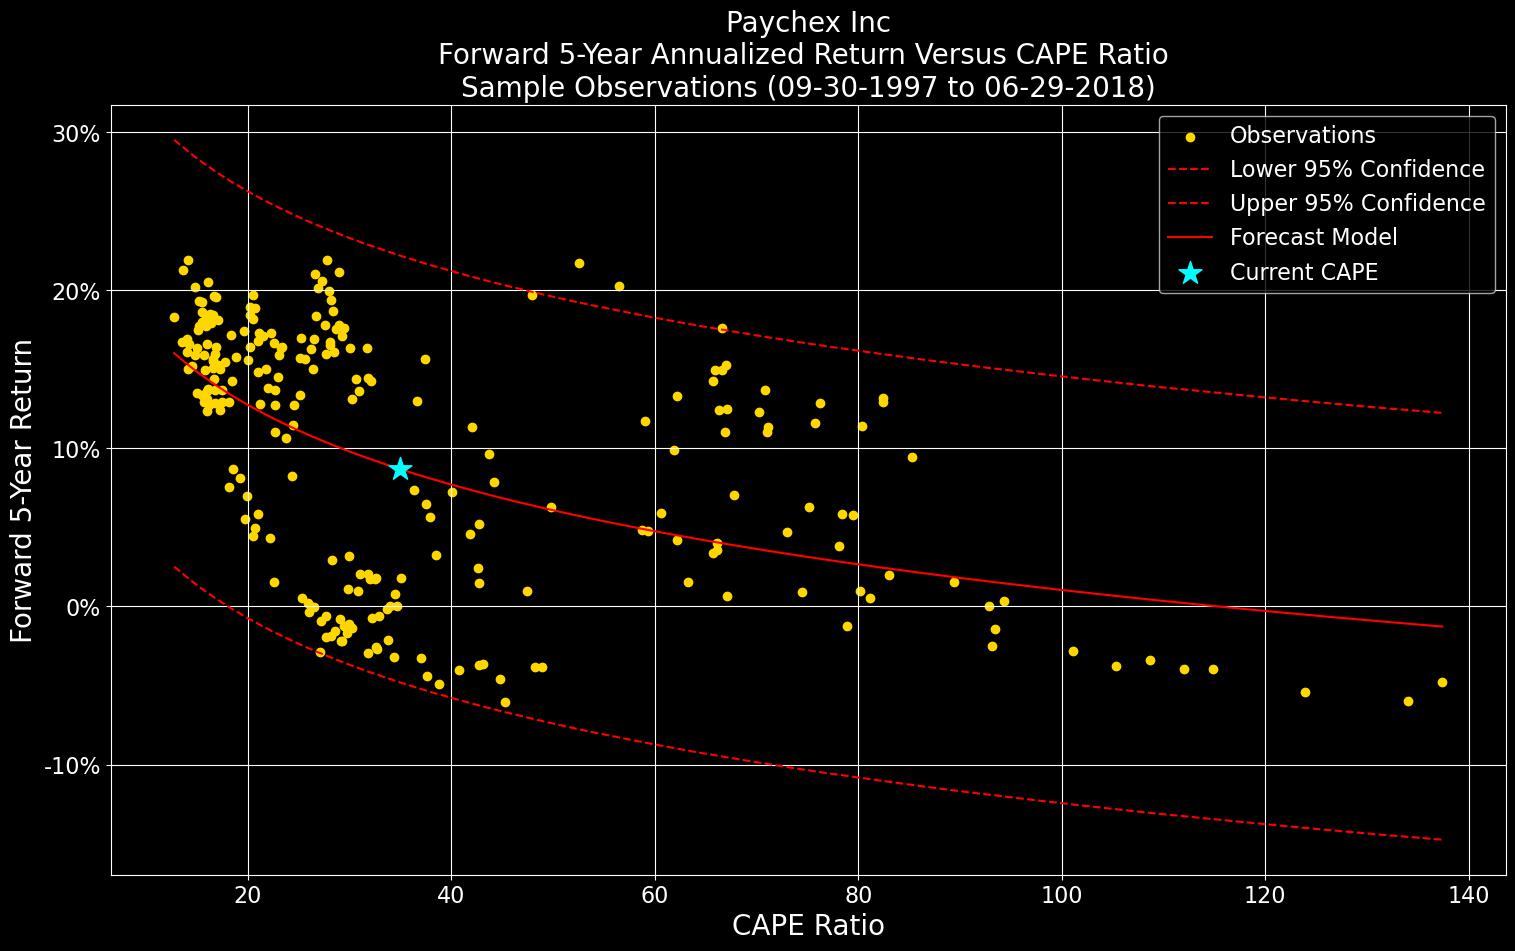 Paychex Inc
Forward 5-Year Annualized Return Versus CAPE Ratio
Sample Observations (09-30-1997 to 06-29-2018)
Observations
Lower 95% Confidence
Upper 95% Confidence
Forecast Model
Current CAPE
Forward 5-Year Return
30%
20%
10%
0%
-10%
20 40 60 80 100 120 140
CAPE Ratio